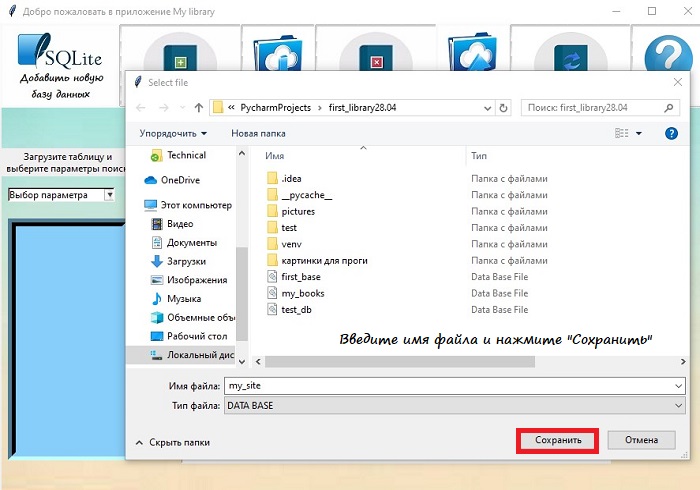 Добро пожаловать в приложение My library
SQLite
Добавить новую
базу данных
Select file
PycharmProjects
first_library28.04
Поиск: first_library28.04
Упорядочить
Новая папка
Загрузите таблицу и
выберите параметры поиск
Выбор параметра
Technical
OneDrive
Этот компьютер
Видео
Документы
Загрузки
Изображения
Музыка
Объемные объе
Рабочий стол
Локальный дис
Имя
Тип
.idea
Папка с файлами
__pycache__
Папка с файлами
pictures
Папка с файлами
test
Папка с файлами
venv
Папка с файлами
картинки для проги
Папка с файлами
first_base
Data Base File
my_books
Data Base File
test_db
Data Base File
Введите имя файла и нажмите "Сохранить"
Имя файла:
my_site
Тип файла:
DATA BASE
Скрыть папки
Сохранить
Отмена